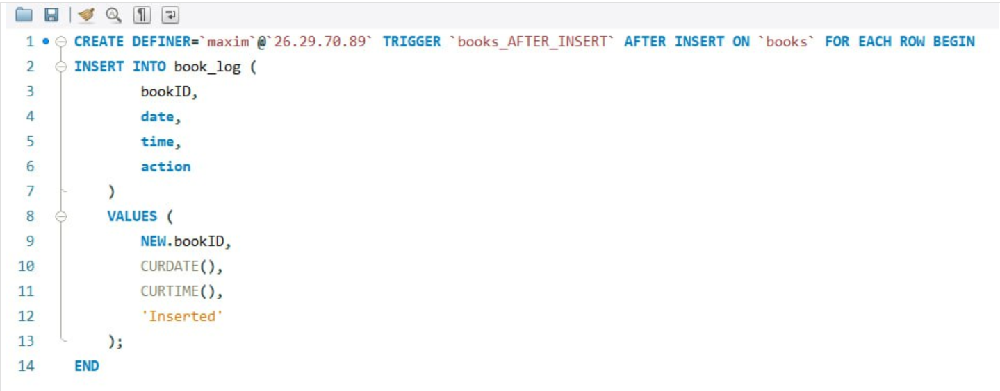 1 CREATE DEFINER=`maxim`@`26.29.70.89` TRIGGER `books_AFTER_INSERT` AFTER INSERT ON `books` FOR EACH ROW BEGIN
2 INSERT INTO book_log (
3 bookID,
4 date,
5 time,
6 action
7 )
8 VALUES (
9 NEW.bookID,
10 CURDATE(),
11 CURTIME(),
12 'Inserted'
13 );
14 END